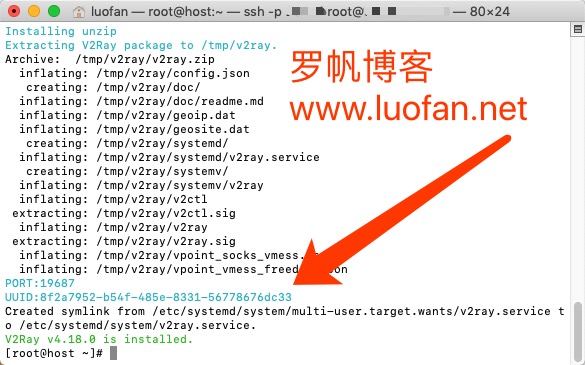 luofan — root@host:~ — ssh -p root@ — 80×24
Installing unzip
Extracting V2Ray package to /tmp/v2ray.
Archive:  /tmp/v2ray/v2ray.zip
inflating: /tmp/v2ray/config.json
creating: /tmp/v2ray/doc/
inflating: /tmp/v2ray/doc/readme.md
inflating: /tmp/v2ray/geoip.dat
inflating: /tmp/v2ray/geosite.dat
creating: /tmp/v2ray/systemd/
inflating: /tmp/v2ray/systemd/v2ray.service
creating: /tmp/v2ray/systemv/
inflating: /tmp/v2ray/systemv/v2ray
inflating: /tmp/v2ray/v2ctl
extracting: /tmp/v2ray/v2ctl.sig
inflating: /tmp/v2ray/v2ray
extracting: /tmp/v2ray/v2ray.sig
inflating: /tmp/v2ray/vpoint_socks_vmess.
inflating: /tmp/v2ray/vpoint_vmess_freed
PORT:19687
UUID:8f2a7952-b54f-485e-8331-56778676dc33
Created symlink from /etc/systemd/system/multi-user.target.wants/v2ray.service t
o /etc/systemd/system/v2ray.service.
V2Ray v4.18.0 is installed.
[root@host ~]#
罗帆博客
www.luofan.net